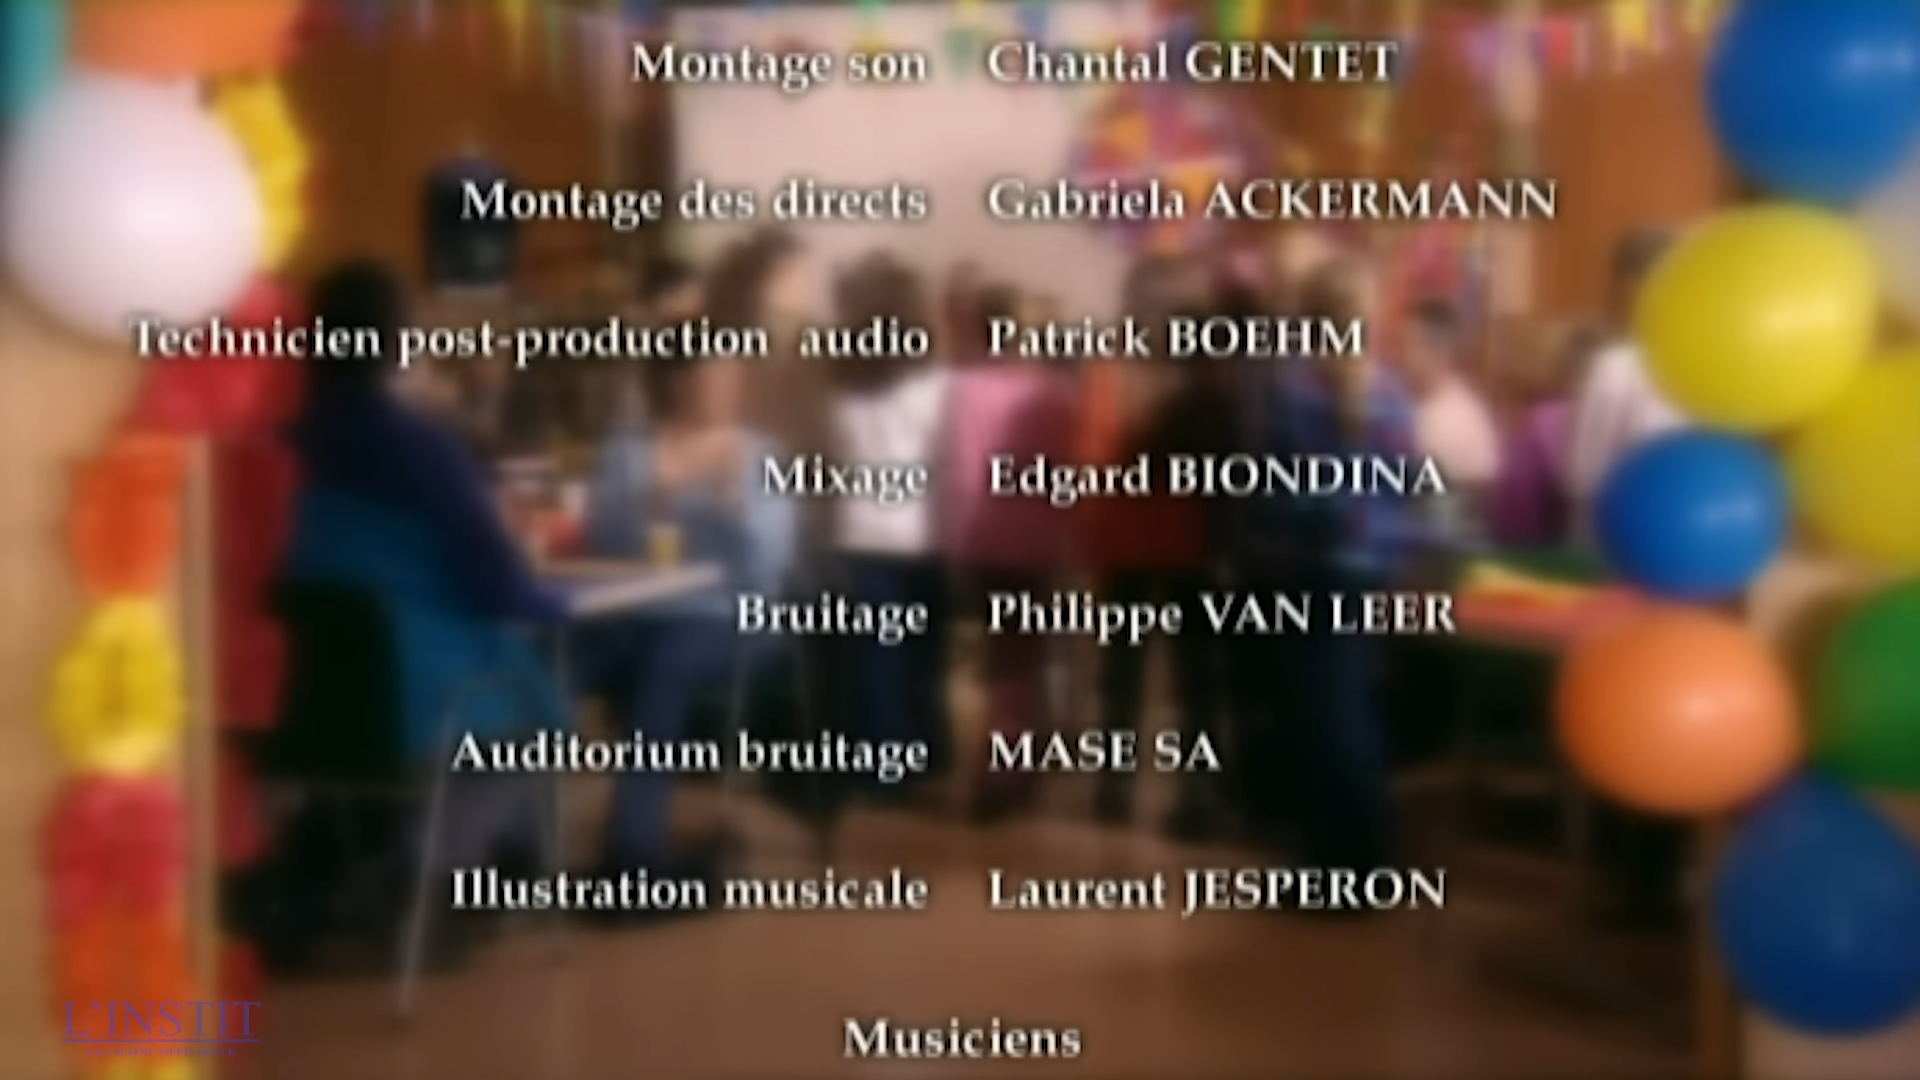 Montage son Chantal GENTET
Montage des directs Gabriela ACKERMANN
Technicien post-production audio Patrick BOEHM
Mixage Edgard BIONDINA
Bruitage Philippe VAN LEER
Auditorium bruitage MASE SA
Illustration musicale Laurent JESPERON
Musiciens
L'INSTIT